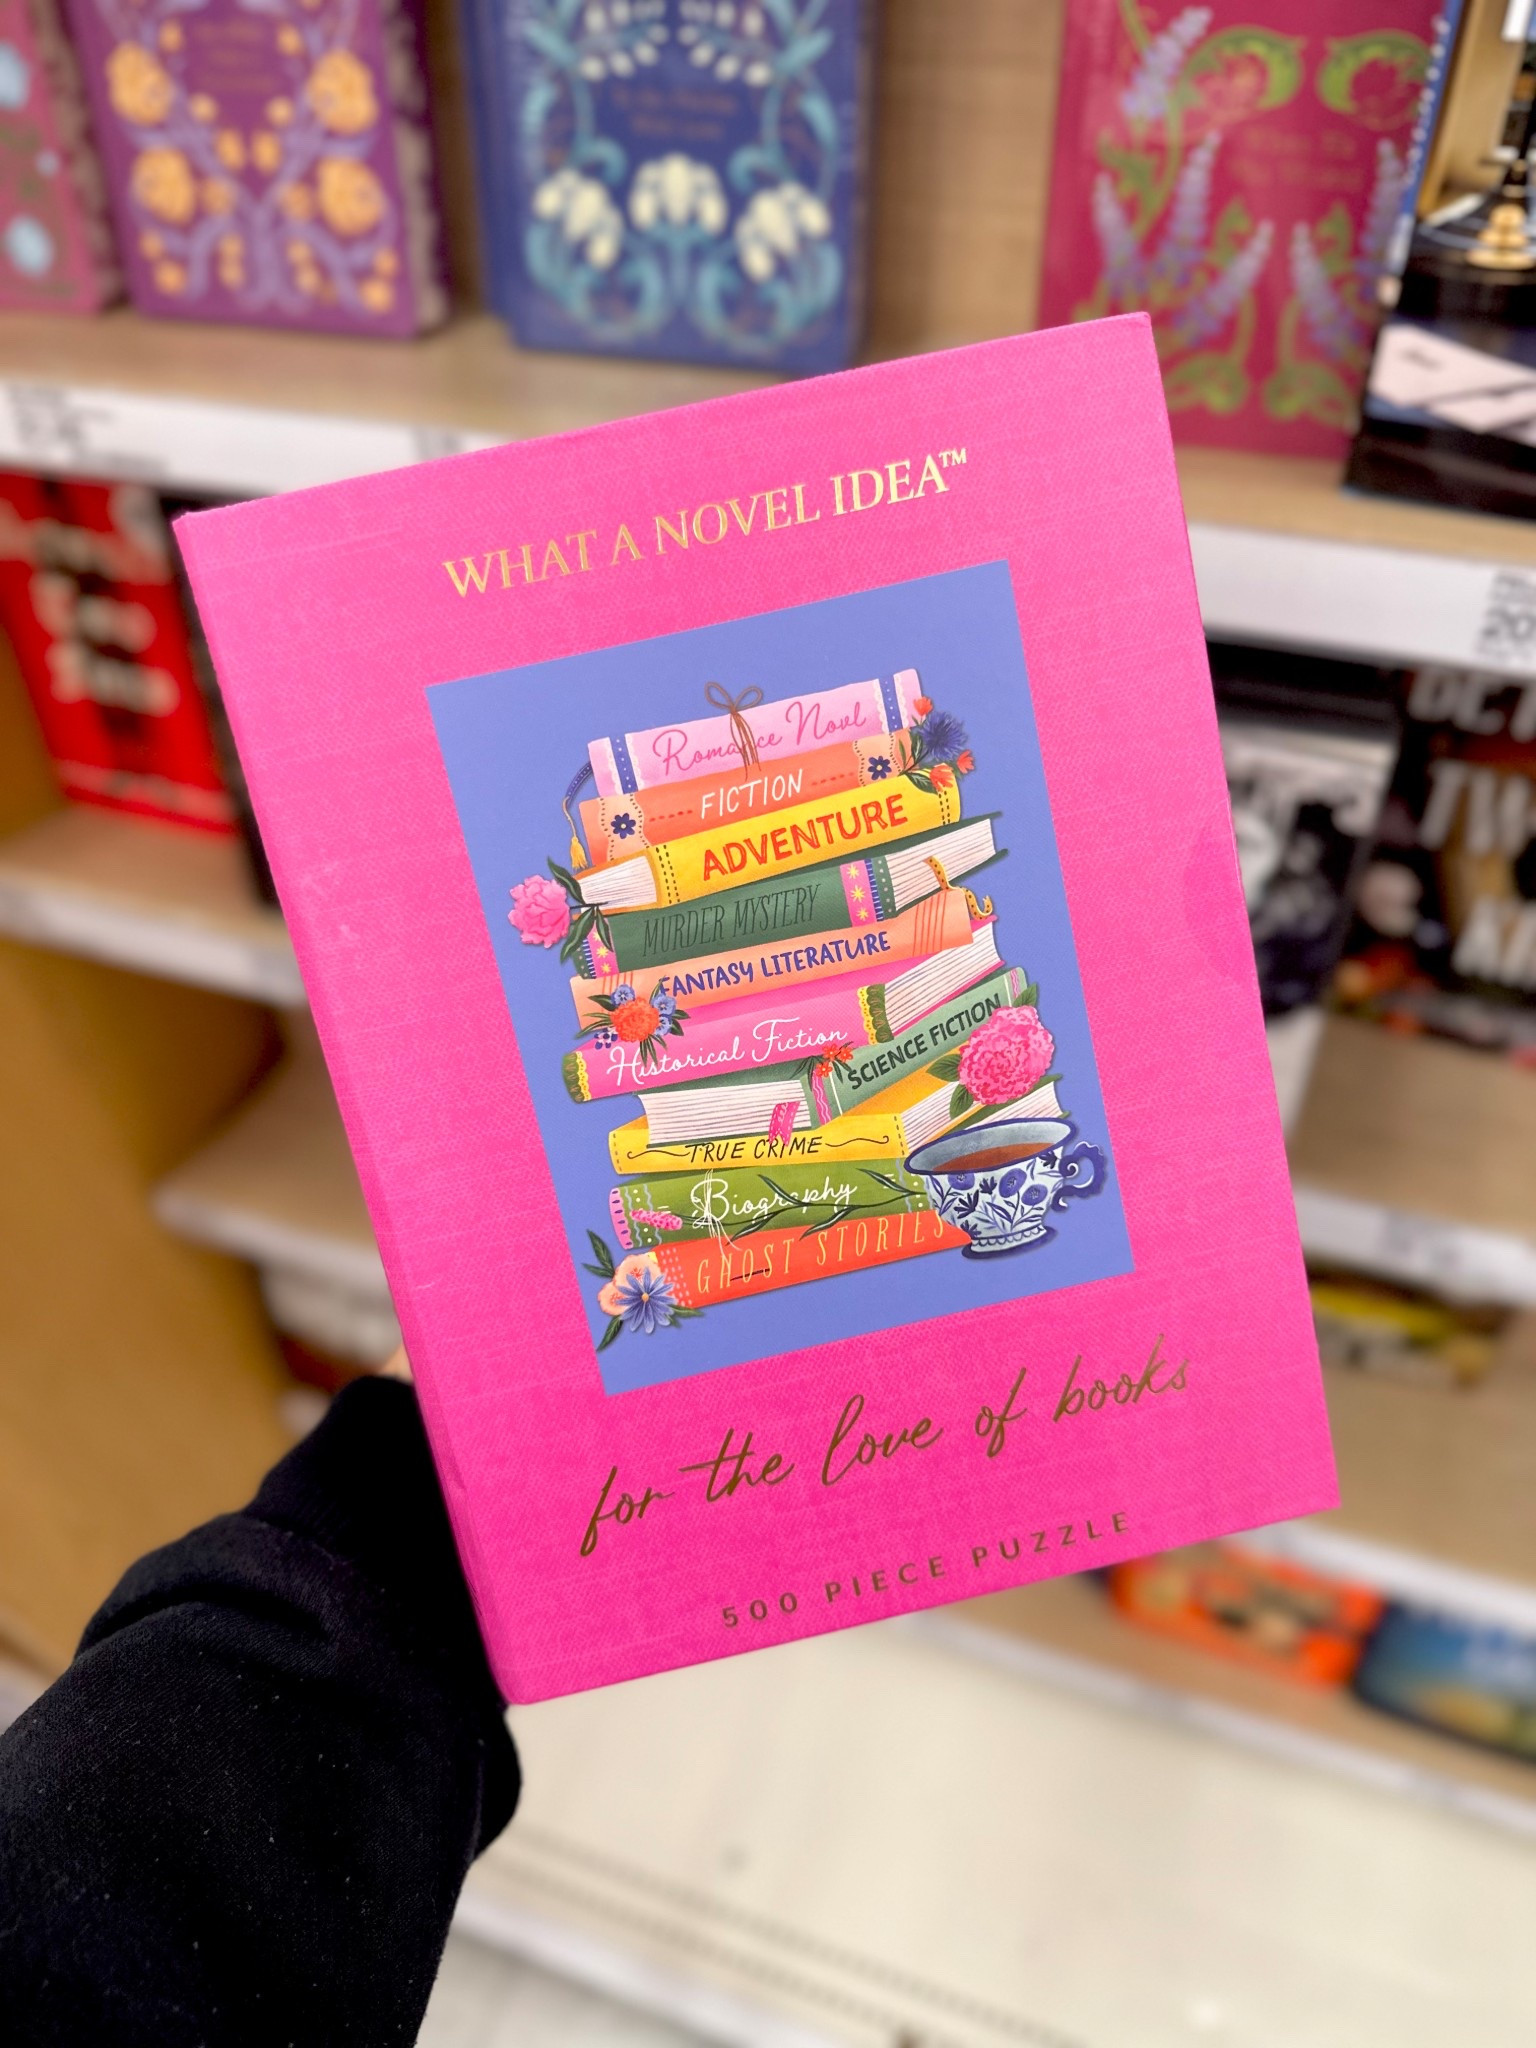 WHAT A NOVEL IDEA™
Romance Novl
FICTION
ADVENTURE
MURDER MYSTERY
FANTASY LITERATURE
Historical Fiction
SCIENCE FICTION
TRUE CRIME
Biography
GHOST STORIES
for the love of books
500 PIECE PUZZLE